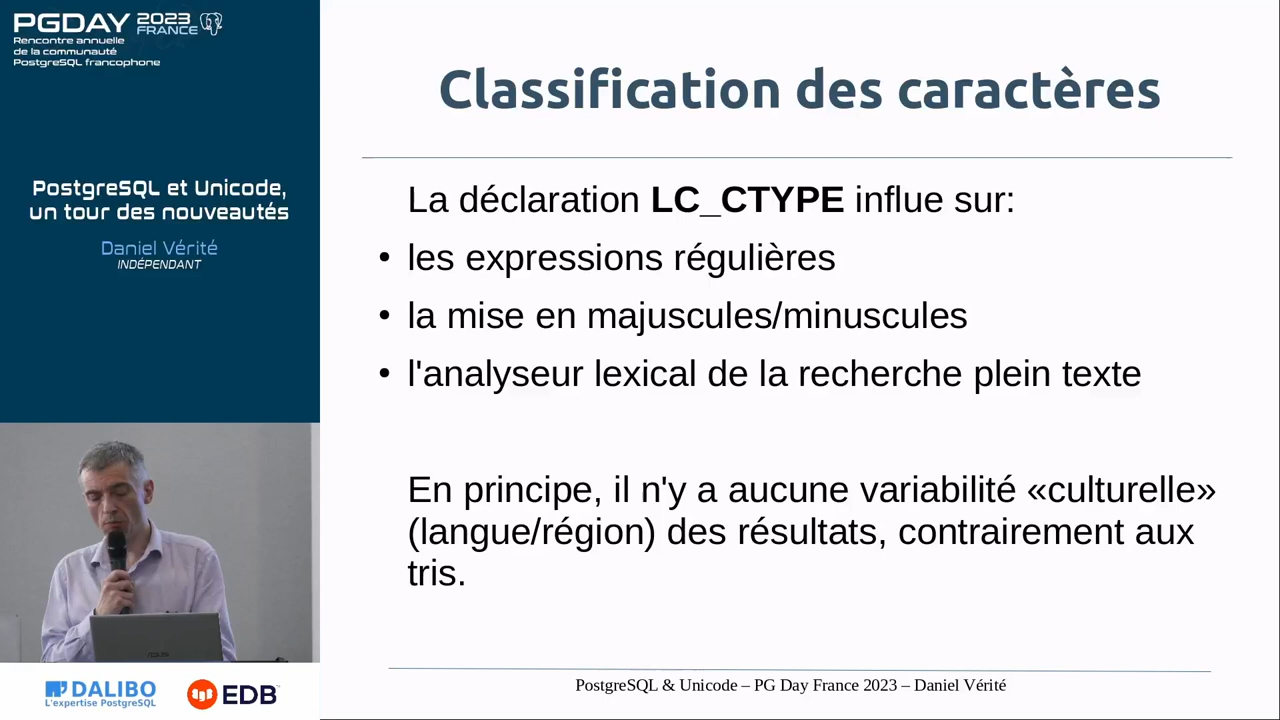 PGDAY 2023 FRANCE
Rencontre annuelle
de la communauté
PostgreSQL francophone
PostgreSQL et Unicode,
un tour des nouveautés
Daniel Vérité
INDÉPENDANT
ASUS
DALIBO
L'expertise PostgreSQL
EDB
Classification des caractères
La déclaration LC_CTYPE influe sur:
• les expressions régulières
• la mise en majuscules/minuscules
• l'analyseur lexical de la recherche plein texte
En principe, il n'y a aucune variabilité «culturelle»
(langue/région) des résultats, contrairement aux
tris.
PostgreSQL & Unicode – PG Day France 2023 – Daniel Vérité